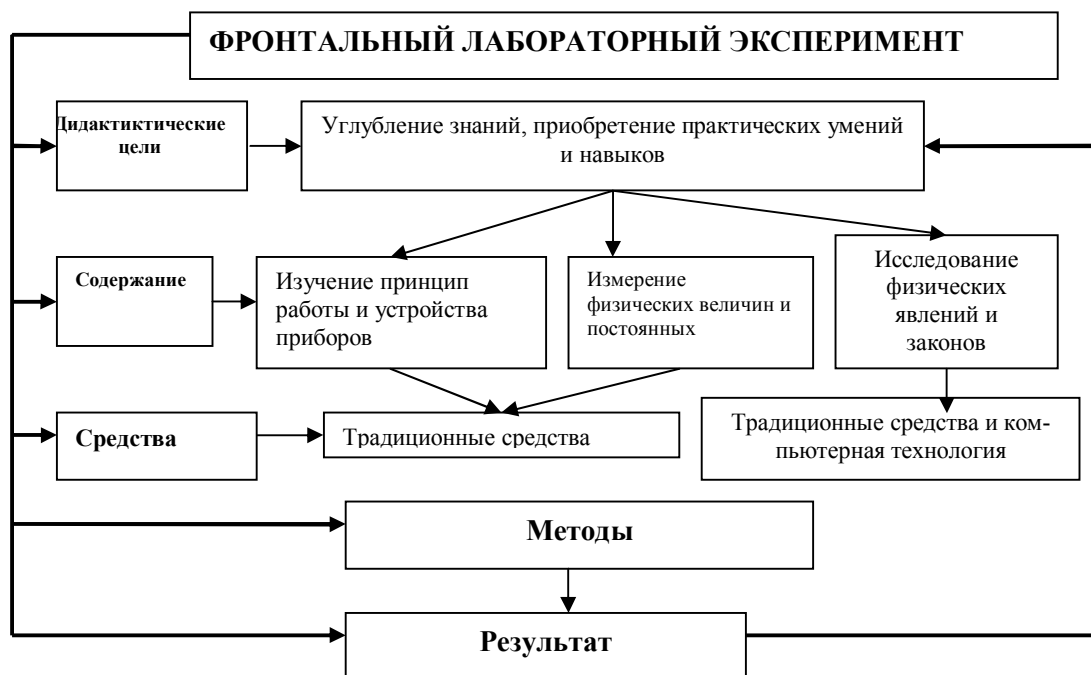 ФРОНТАЛЬНЫЙ ЛАБОРАТОРНЫЙ ЭКСПЕРИМЕНТ
Дидактиктические
цели
Углубление знаний, приобретение практических умений
и навыков
Содержание
Изучение принцип
работы и устройства
приборов
Измерение
физических величин и
постоянных
Исследование
физических
явлений и
законов
Средства
Традиционные средства
Традиционные средства и ком-
пьютерная технология
Методы
Результат